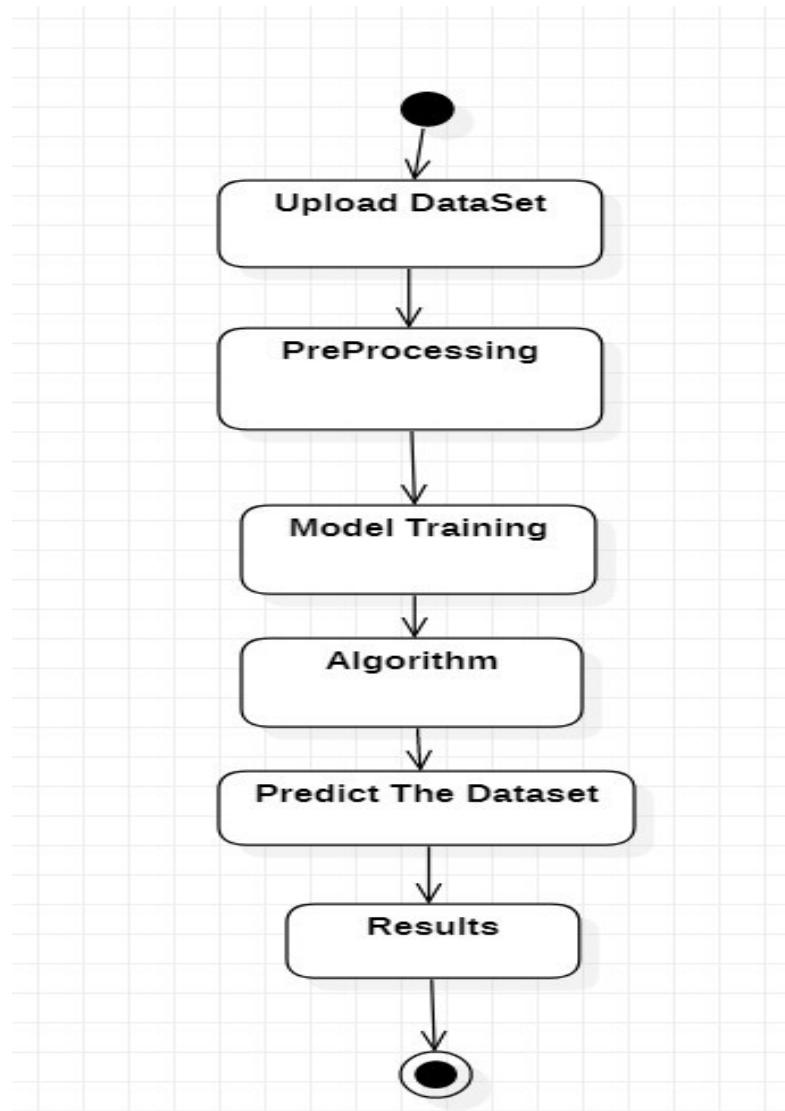 Upload DataSet
PreProcessing
Model Training
Algorithm
Predict The Dataset
Results